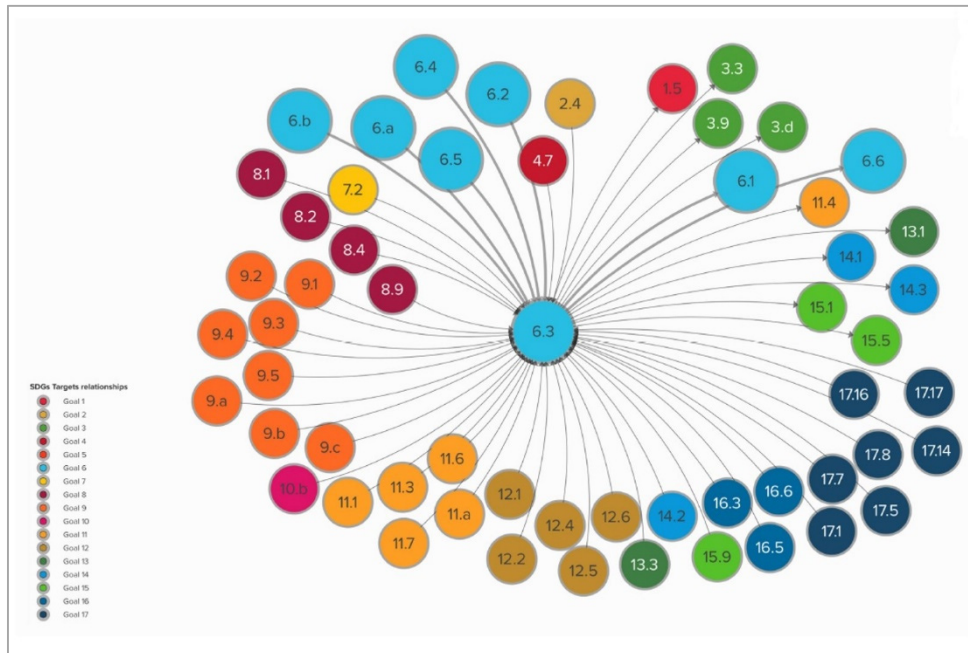 6.4
6.2
2.4
1.5
3.3
6.b
6.a
6.5
4.7
3.9
3.d
6.1
6.6
8.1
7.2
8.2
8.4
8.9
11.4
13.1
14.1
14.3
9.2
9.1
9.3
9.4
9.5
9.a
9.b
9.c
6.3
15.1
15.5
17.16
17.17
17.14
17.8
17.7
17.5
17.1
10.b
11.1
11.3
11.6
11.a
11.7
12.1
12.2
12.4
12.5
12.6
13.3
14.2
15.9
16.3
16.6
16.5
SDGs Targets relationships
Goal 1
Goal 2
Goal 3
Goal 4
Goal 5
Goal 6
Goal 7
Goal 8
Goal 9
Goal 10
Goal 11
Goal 12
Goal 13
Goal 14
Goal 15
Goal 16
Goal 17